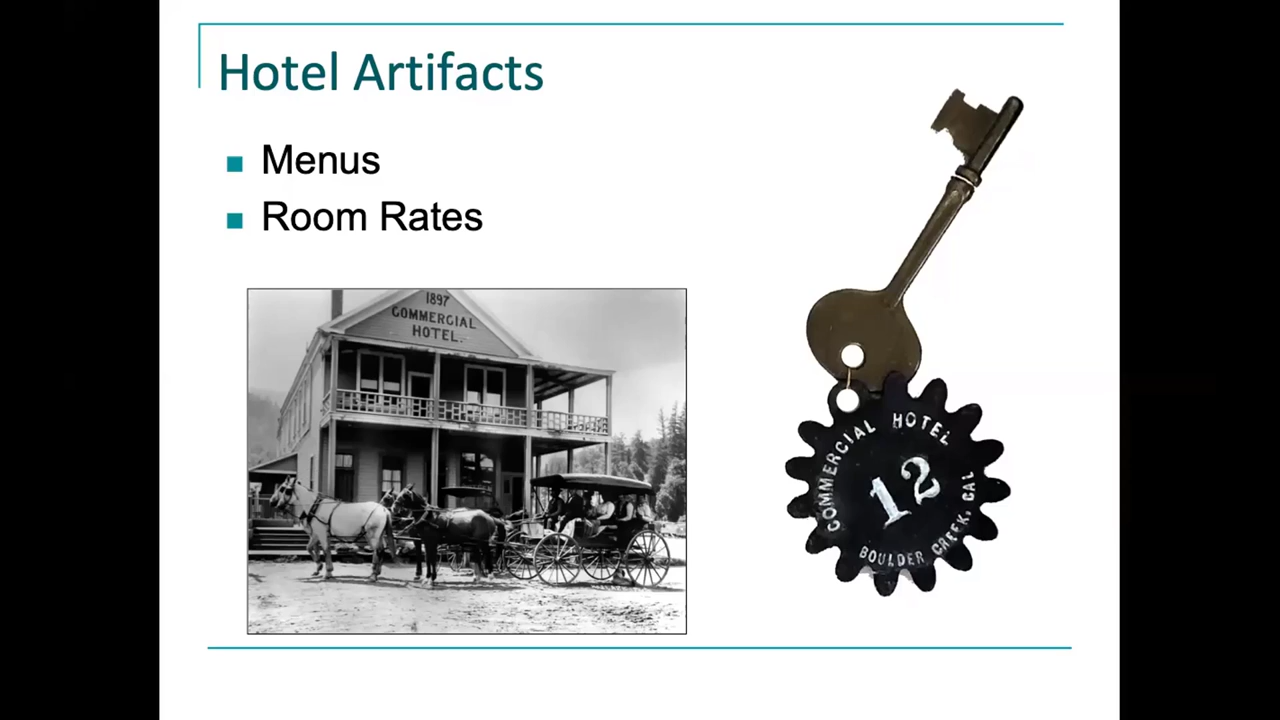 Hotel Artifacts
Menus
Room Rates
1897
COMMERCIAL
HOTEL.
COMMERCIAL HOTEL
12
BOULDER CREEK, CAL